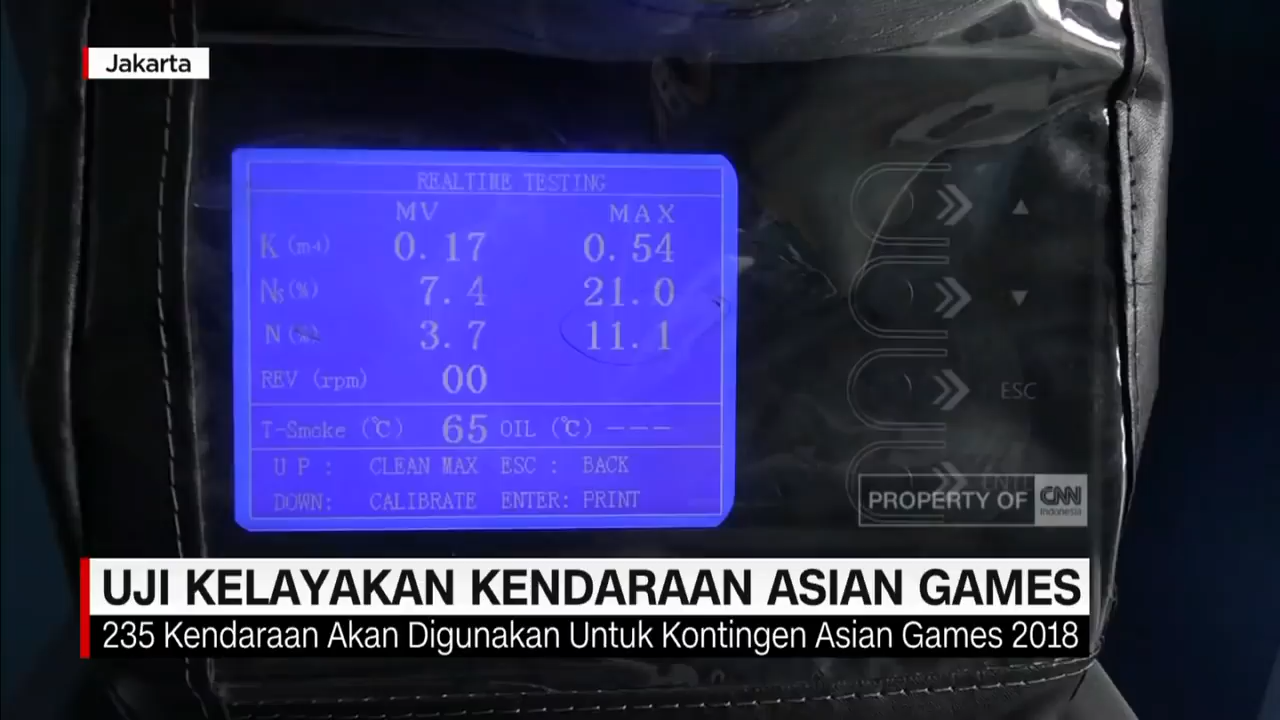 Jakarta
REALTIME TESTING
MV MAX
K (m-1) 0.17 0.54
Ns (%) 7.4 21.0
N (%) 3.7 11.1
REV (rpm) 00
T-Smoke (℃) 65 OIL (℃) ---
UP: CLEAN MAX ESC: BACK
DOWN: CALIBRATE ENTER: PRINT
ESC
PROPERTY OF CNN Indonesia
UJI KELAYAKAN KENDARAAN ASIAN GAMES
235 Kendaraan Akan Digunakan Untuk Kontingen Asian Games 2018